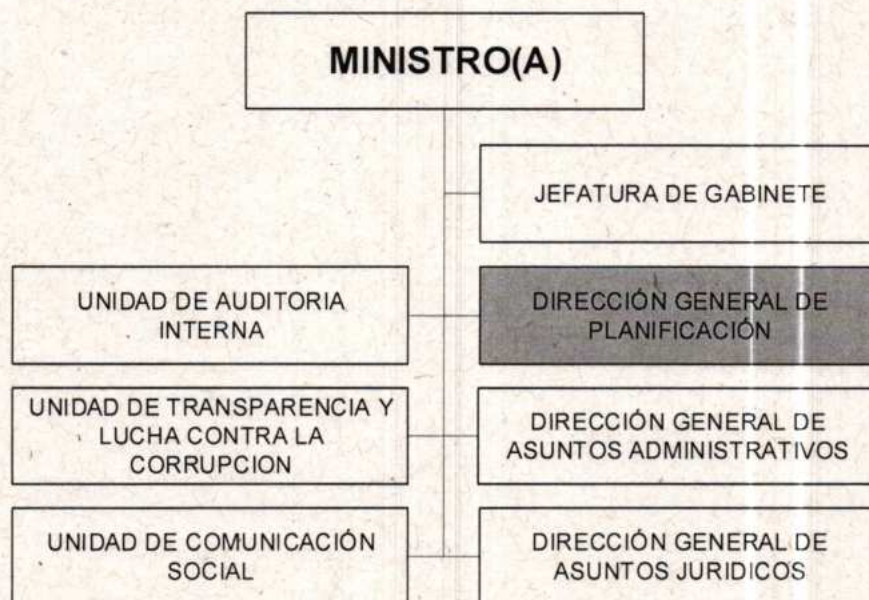 MINISTRO(A)
JEFATURA DE GABINETE
UNIDAD DE AUDITORIA
INTERNA
DIRECCIÓN GENERAL DE
PLANIFICACIÓN
UNIDAD DE TRANSPARENCIA Y
LUCHA CONTRA LA
CORRUPCION
DIRECCIÓN GENERAL DE
ASUNTOS ADMINISTRATIVOS
UNIDAD DE COMUNICACIÓN
SOCIAL
DIRECCIÓN GENERAL DE
ASUNTOS JURIDICOS